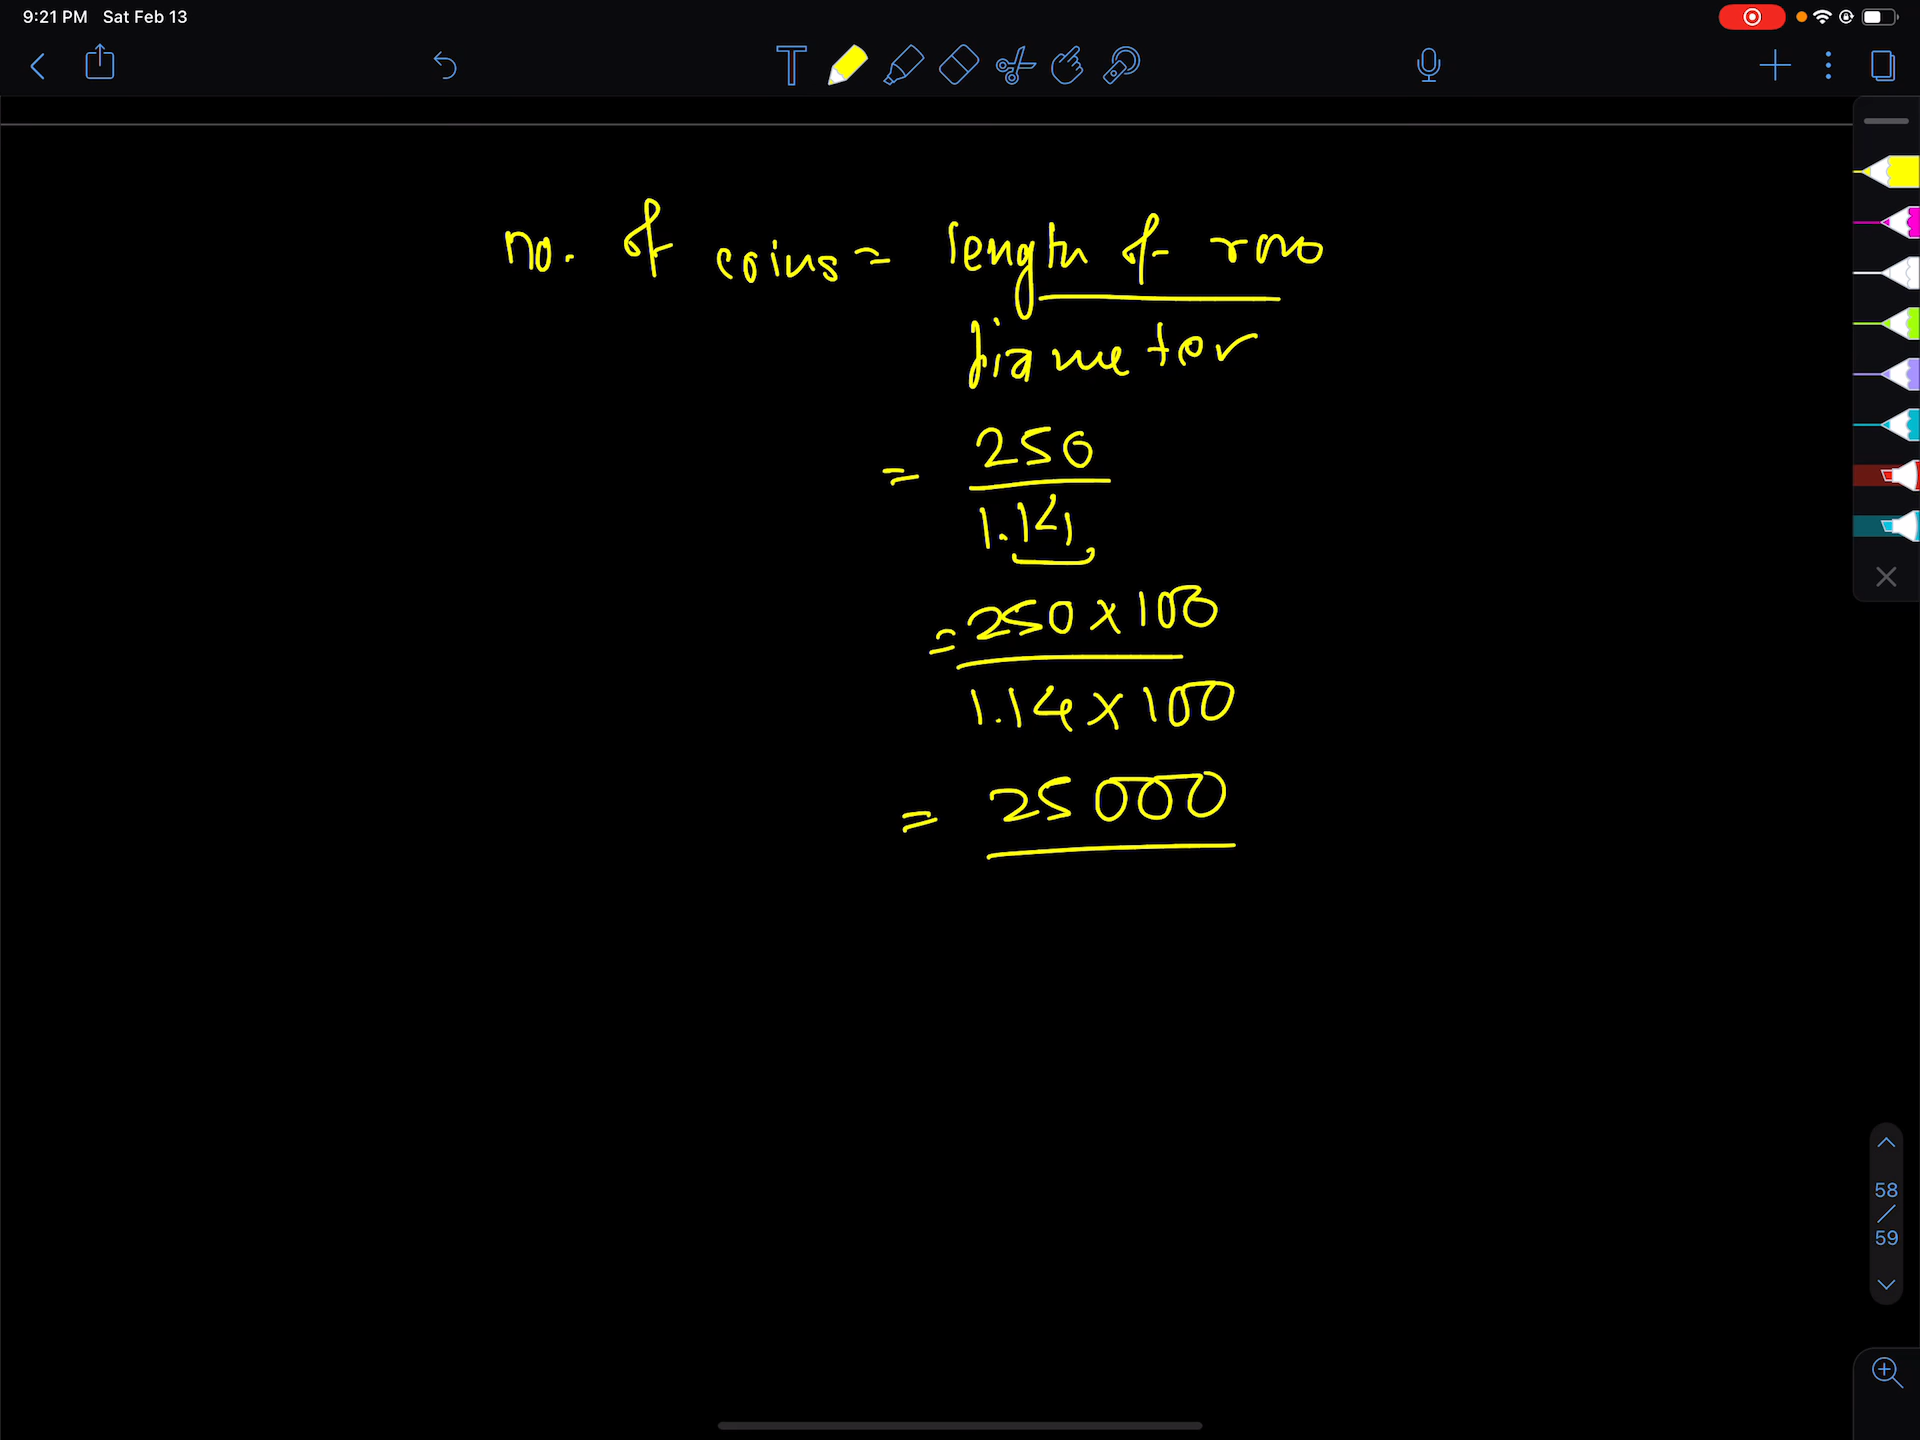 9:21 PM Sat Feb 13
no. of coins = length of row
diameter
= 250
1.14
= 250 x 100
1.14 x 100
= 25000
58
/
59